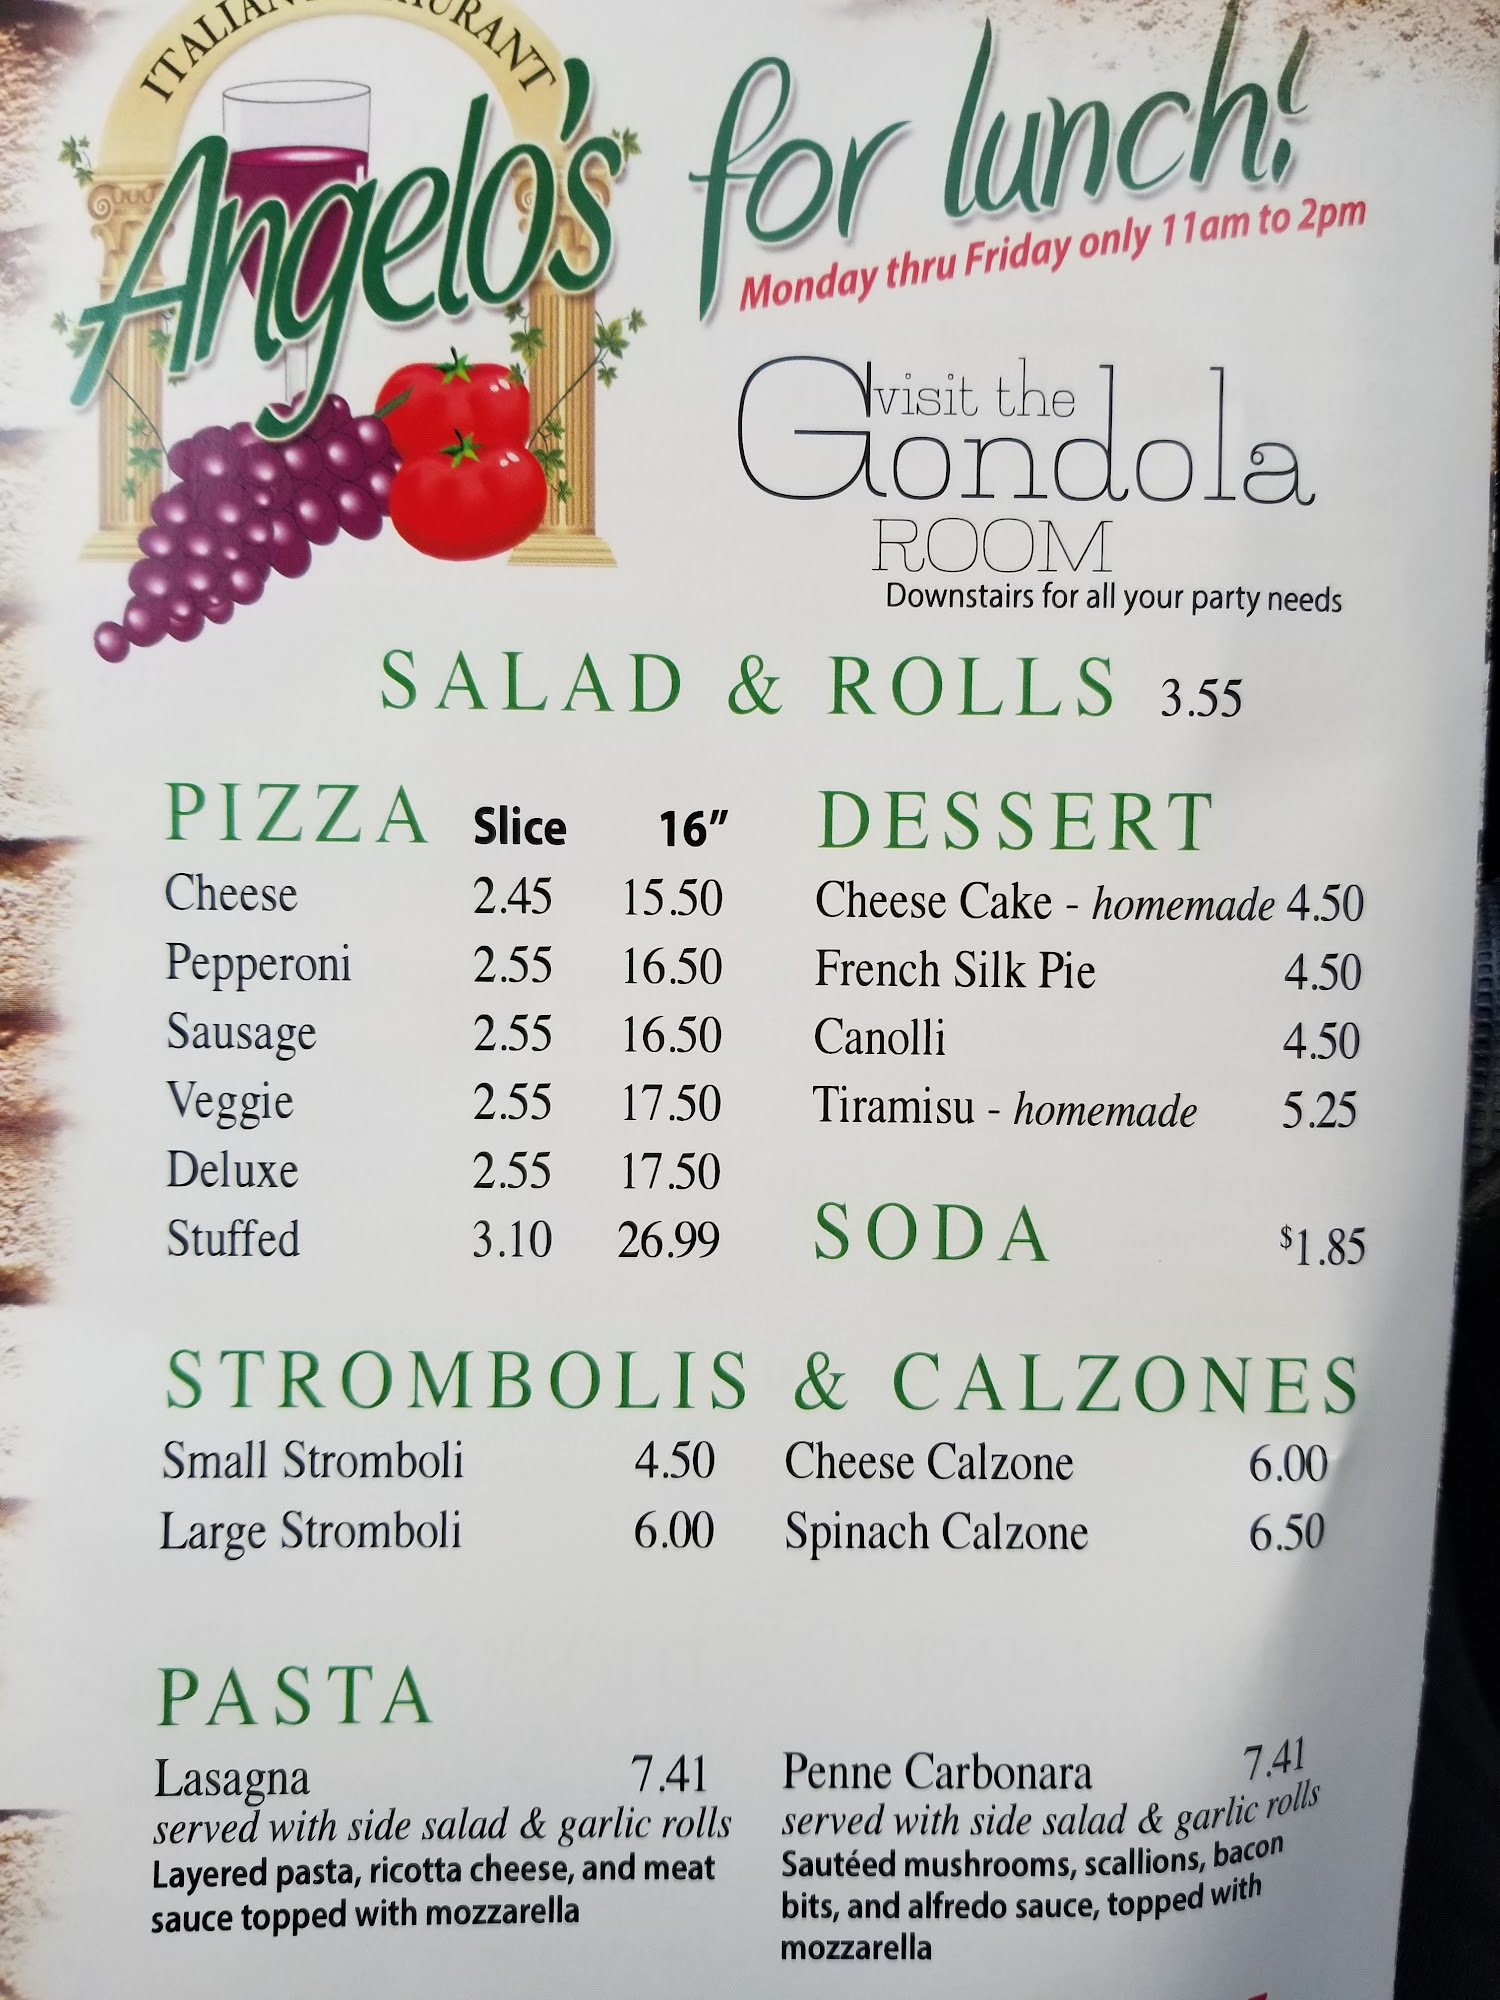 ITALIAN
Angelo's for lunch!
Monday thru Friday only 11am to 2pm
visit the
Gondola
ROOM
Downstairs for all your party needs
SALAD & ROLLS 3.55
PIZZA Slice 16”
Cheese 2.45 15.50
Pepperoni 2.55 16.50
Sausage 2.55 16.50
Veggie 2.55 17.50
Deluxe 2.55 17.50
Stuffed 3.10 26.99
DESSERT
Cheese Cake - homemade 4.50
French Silk Pie 4.50
Canolli 4.50
Tiramisu - homemade 5.25
SODA $1.85
STROMBOLIS & CALZONES
Small Stromboli 4.50
Large Stromboli 6.00
Cheese Calzone 6.00
Spinach Calzone 6.50
PASTA
Lasagna 7.41
served with side salad & garlic rolls
Layered pasta, ricotta cheese, and meat
sauce topped with mozzarella
Penne Carbonara 7.41
served with side salad & garlic rolls
Sautéed mushrooms, scallions, bacon
bits, and alfredo sauce, topped with
mozzarella